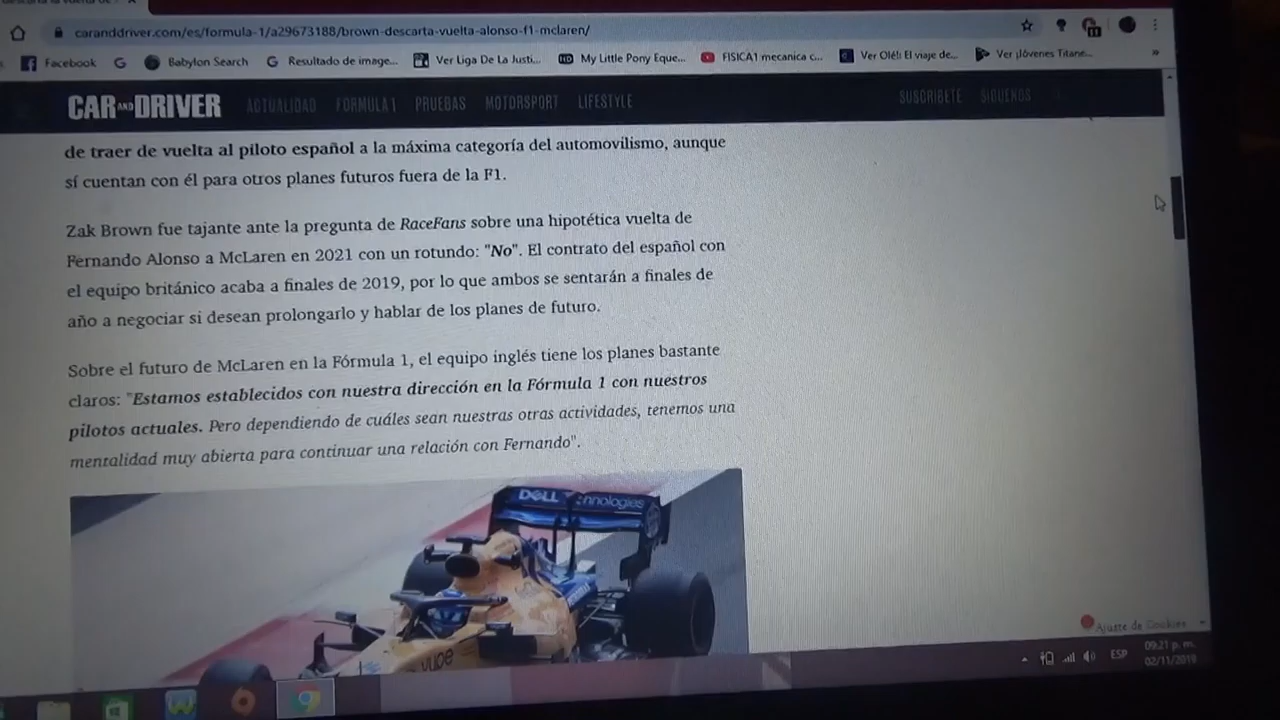 caranddriver.com/es/formula-1/a29673188/brown-descarta-vuelta-alonso-f1-mclaren/
Facebook Babylon Search Resultado de image... Ver Liga De La Justi... My Little Pony Eque... FISICA1 mecanica c... Ver ¡Olé!: El viaje de... Ver ¡Jóvenes Titane... »
CAR AND DRIVER ACTUALIDAD FÓRMULA 1 PRUEBAS MOTORSPORT LIFESTYLE SUSCRÍBETE SÍGUENOS
de traer de vuelta al piloto español a la máxima categoría del automovilismo, aunque
sí cuentan con él para otros planes futuros fuera de la F1.
Zak Brown fue tajante ante la pregunta de RaceFans sobre una hipotética vuelta de
Fernando Alonso a McLaren en 2021 con un rotundo: "No". El contrato del español con
el equipo británico acaba a finales de 2019, por lo que ambos se sentarán a finales de
año a negociar si desean prolongarlo y hablar de los planes de futuro.
Sobre el futuro de McLaren en la Fórmula 1, el equipo inglés tiene los planes bastante
claros: "Estamos establecidos con nuestra dirección en la Fórmula 1 con nuestros
pilotos actuales. Pero dependiendo de cuáles sean nuestras otras actividades, tenemos una
mentalidad muy abierta para continuar una relación con Fernando".
DELL Technologies
vuse
Ajuste de Cookies
ESP
09:21 p. m.
02/11/2019